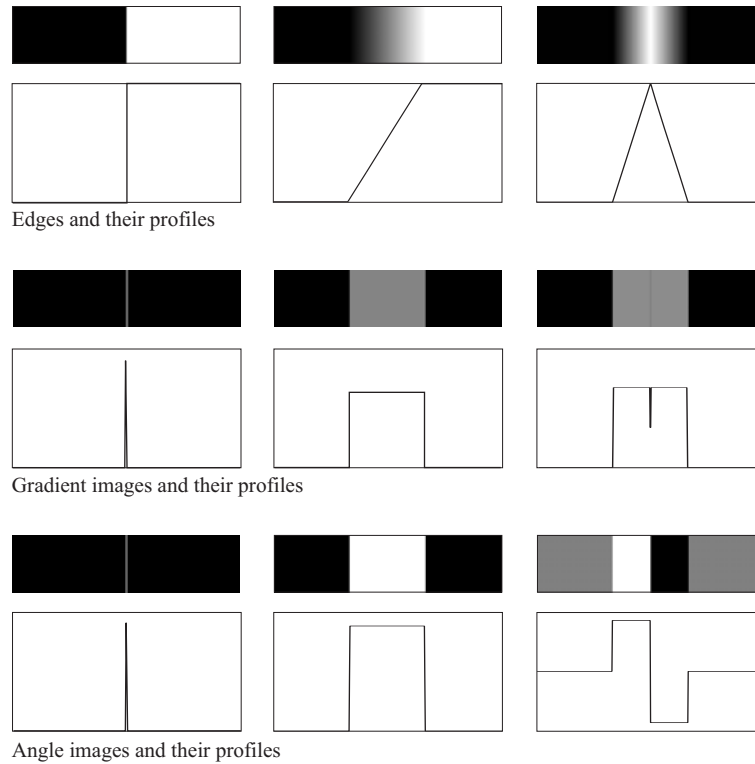 Edges and their profiles
Gradient images and their profiles
Angle images and their profiles